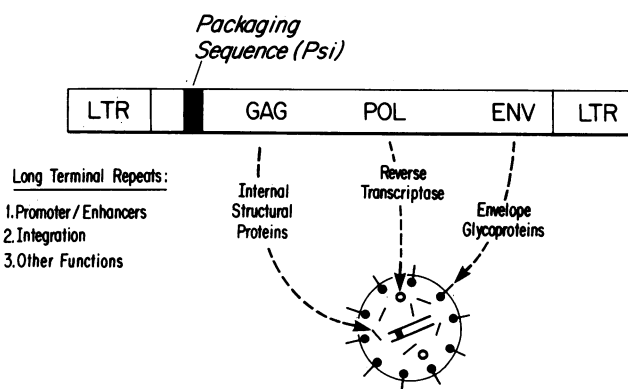 Packaging
Sequence (Psi)
LTR GAG POL ENV LTR
Long Terminal Repeats:
1.Promoter/Enhancers
2.Integration
3.Other Functions
Internal
Structural
Proteins
Reverse
Transcriptase
Envelope
Glycoproteins